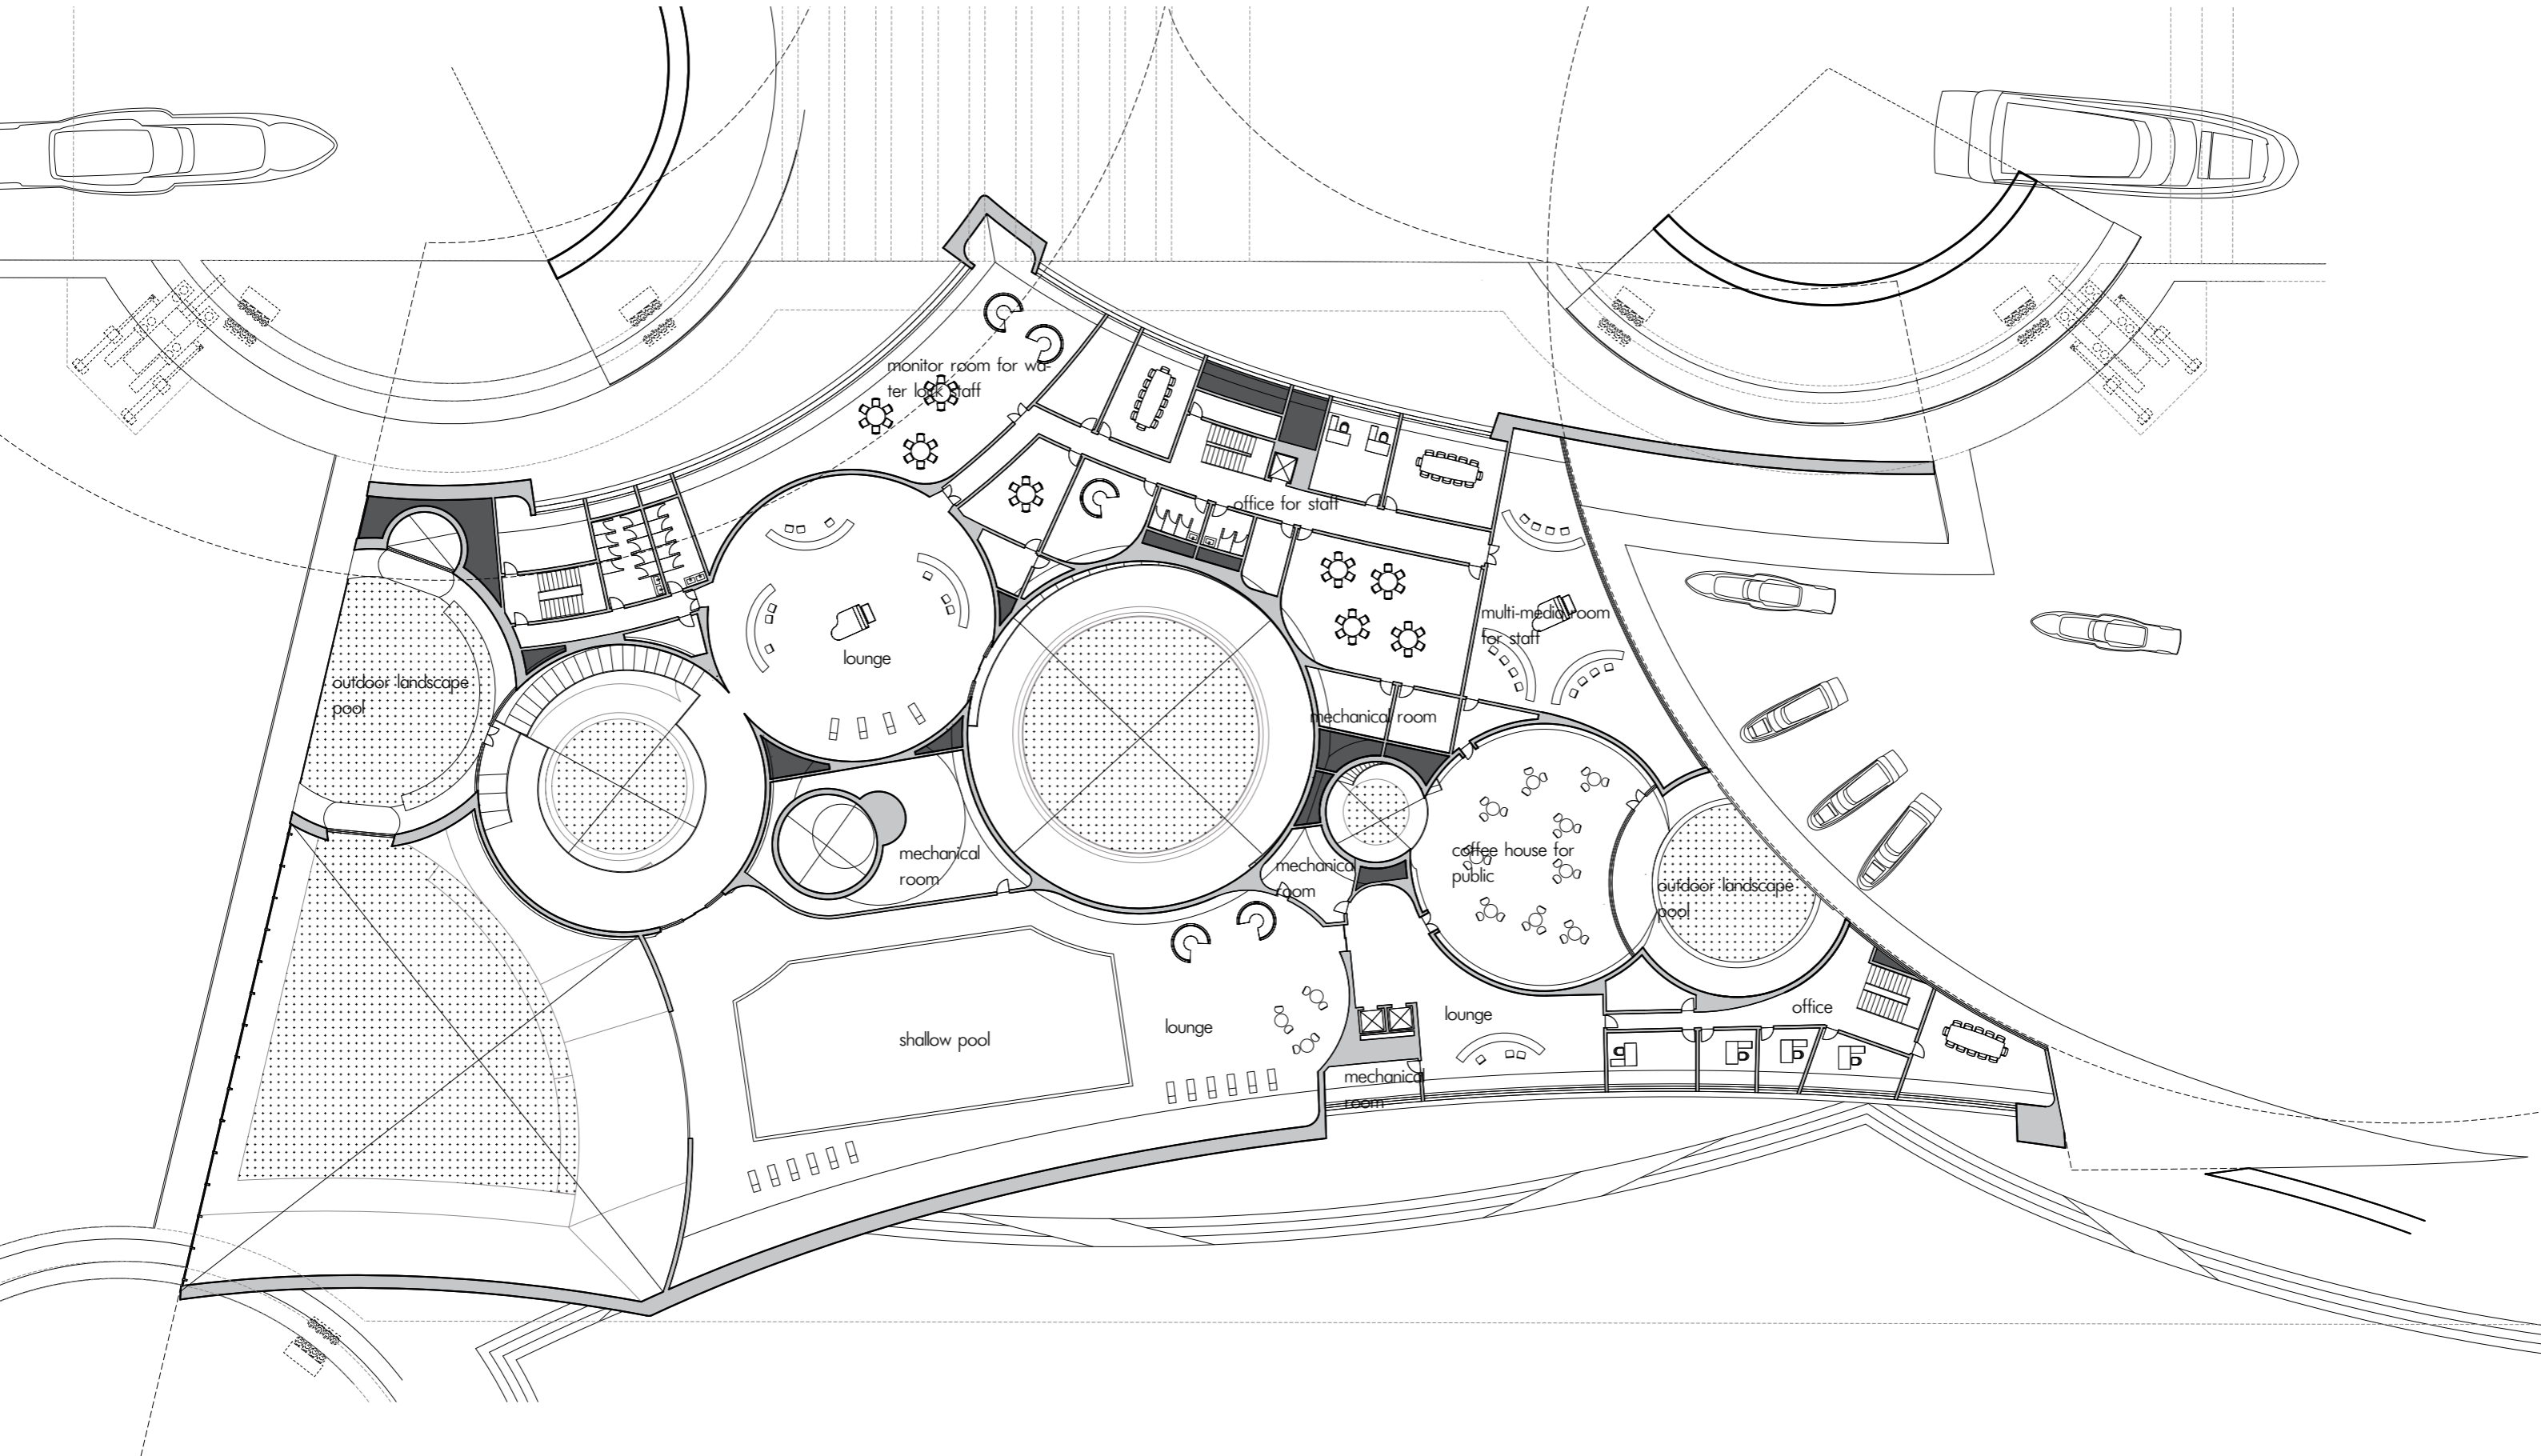 monitor room for wa-
ter lock staff
office for staff
multi-media room
for staff
lounge
outdoor landscape
pool
mechanical room
mechanical
room
mechanical
room
coffee house for
public
outdoor landscape
pool
office
lounge
lounge
shallow pool
mechanical
room